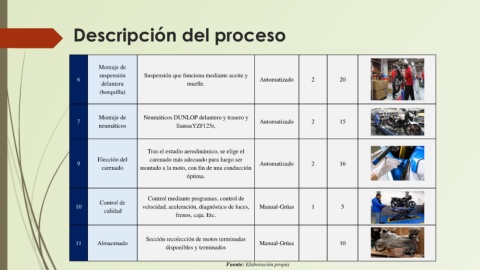 Descripción del proceso
6
Montaje de
suspensión
delantera
(horquilla)
Suspensión que funciona mediante aceite y
muelle.
Automatizado
2
20
7
Montaje de
neumáticos
Neumáticos DUNLOP delantero y trasero y
llantasYZF125r,
Automatizado
2
15
9
Elección del
carenado
Tras el estudio aerodinámico, se elige el
carenado más adecuado para luego ser
montado a la moto, con fin de una conducción
óptima.
Automatizado
2
16
10
Control de
calidad
Control mediante programas, control de
velocidad, aceleración, diagnóstico de luces,
frenos, caja. Etc.
Manual-Grúas
1
5
11
Almacenado
Sección recolección de motos terminadas
disponibles y terminados
Manual-Grúas
10
Fuente: Elaboración propia